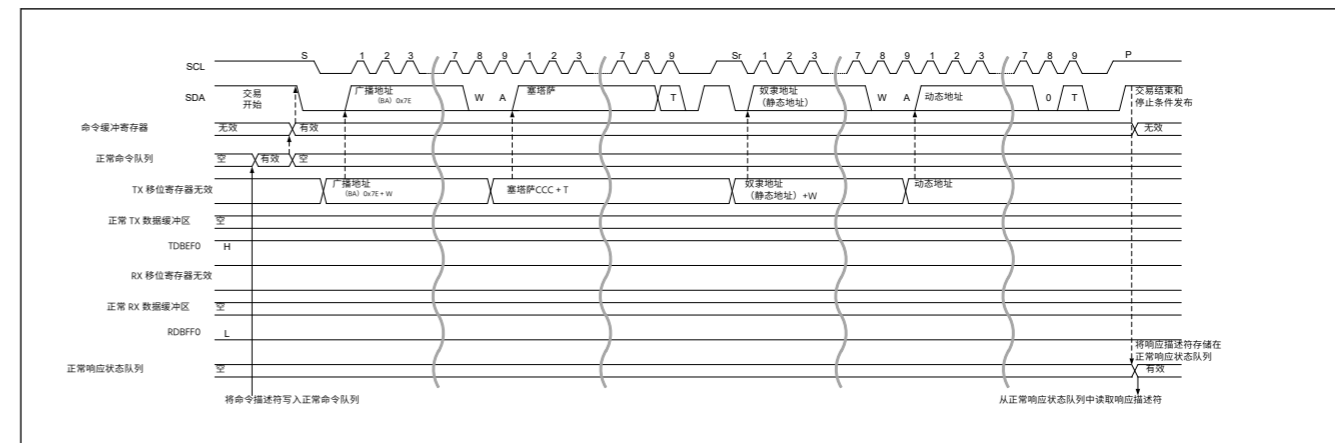 S 1 2 3 7 8 9 1 2 3 7 8 9 Sr 1 2 3 7 8 9 1 2 3 7 8 9 P
SCL
SDA
交易
开始
广播地址
(BA) 0x7E
W A
塞塔萨
T
奴隶地址
(静态地址)
W A
动态地址
0 T
交易结束和
停止条件发布
命令缓冲寄存器
无效
有效
无效
正常命令队列
空
有效
空
TX 移位寄存器无效
广播地址
(BA) 0x7E + W
塞塔萨CCC + T
奴隶地址
(静态地址) +W
动态地址
正常 TX 数据缓冲区
空
TDBEF0
H
RX 移位寄存器无效
正常 RX 数据缓冲区
空
RDBFF0
L
将响应描述符存储在
正常响应状态队列
正常响应状态队列
空
有效
将命令描述符写入正常命令队列
从正常响应状态队列中读取响应描述符